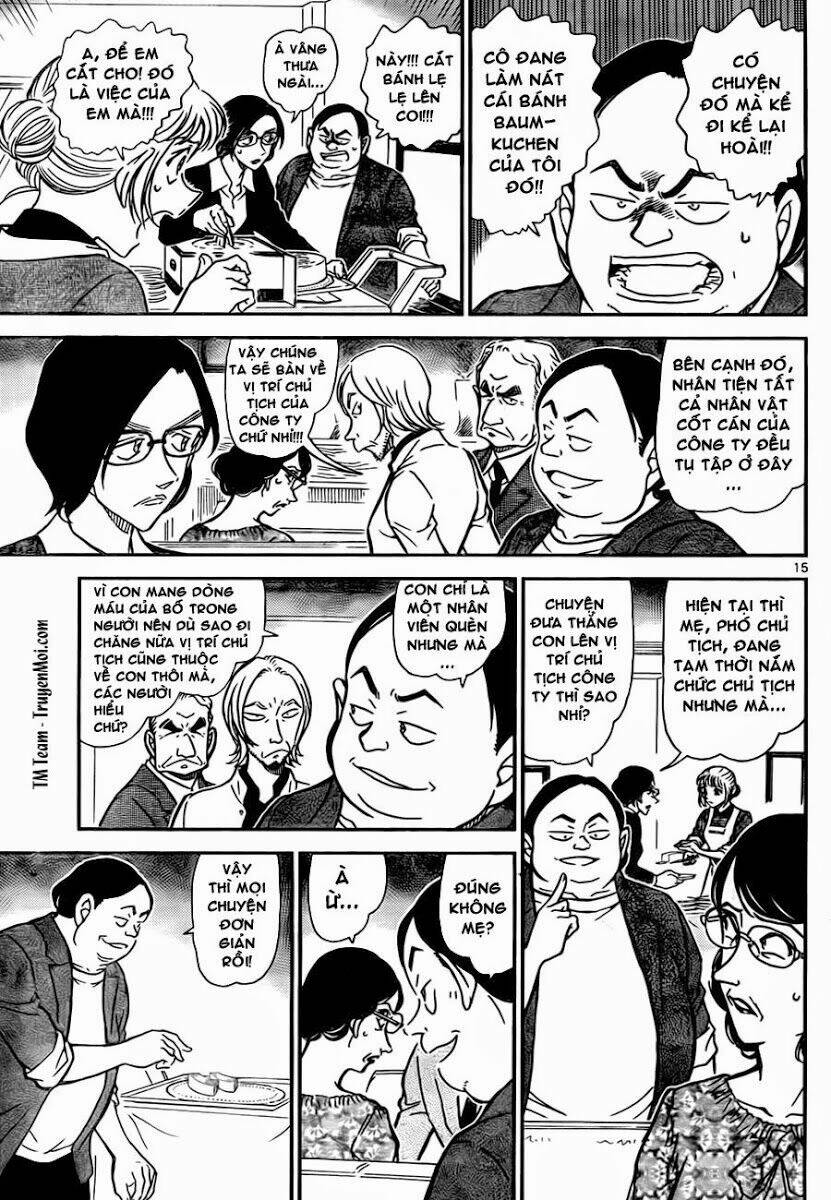 CÓ
CHUYỆN
ĐÓ MÀ KỂ
ĐI KỂ LẠI
HOÀI!!
CÔ ĐANG
LÀM NÁT
CÁI BÁNH
BAUM-
KUCHEN
CỦA TÔI
ĐÓ!!
NÀY!!! CẮT
BÁNH LẸ
LẸ LÊN
COI!!!
À VÂNG
THƯA
NGÀI...
A, ĐỂ EM
CẮT CHO! ĐÓ
LÀ VIỆC CỦA
EM MÀ!!!
BÊN CẠNH ĐÓ,
NHÂN TIỆN TẤT
CẢ NHÂN VẬT
CỐT CÁN CỦA
CÔNG TY ĐỀU
TỤ TẬP Ở ĐÂY
...
VẬY CHÚNG
TA SẼ BÀN VỀ
VỊ TRÍ CHỦ
TỊCH CỦA
CÔNG TY
CHỨ NHỈ!!!
15
HIỆN TẠI THÌ
MẸ, PHÓ CHỦ
TỊCH, ĐANG
TẠM THỜI NẮM
CHỨC CHỦ TỊCH
NHƯNG MÀ...
CHUYỆN
ĐƯA THẲNG
CON LÊN VỊ
TRÍ CHỦ TỊCH
CÔNG TY
THÌ SAO
NHỈ?
CON CHỈ LÀ
MỘT NHÂN
VIÊN QUÈN
NHƯNG MÀ
...
VÌ CON MANG DÒNG
MÁU CỦA BỐ TRONG
NGƯỜI NÊN DÙ SAO ĐI
CHĂNG NỮA VỊ TRÍ CHỦ
TỊCH CŨNG THUỘC
VỀ CON THÔI MÀ,
CÁC NGƯỜI
HIỂU
CHỨ?
TM Team - TruyenMoi.com
ĐÚNG
KHÔNG
MẸ?
À
Ừ...
VẬY
THÌ MỌI
CHUYỆN
ĐƠN
GIẢN
RỒI!